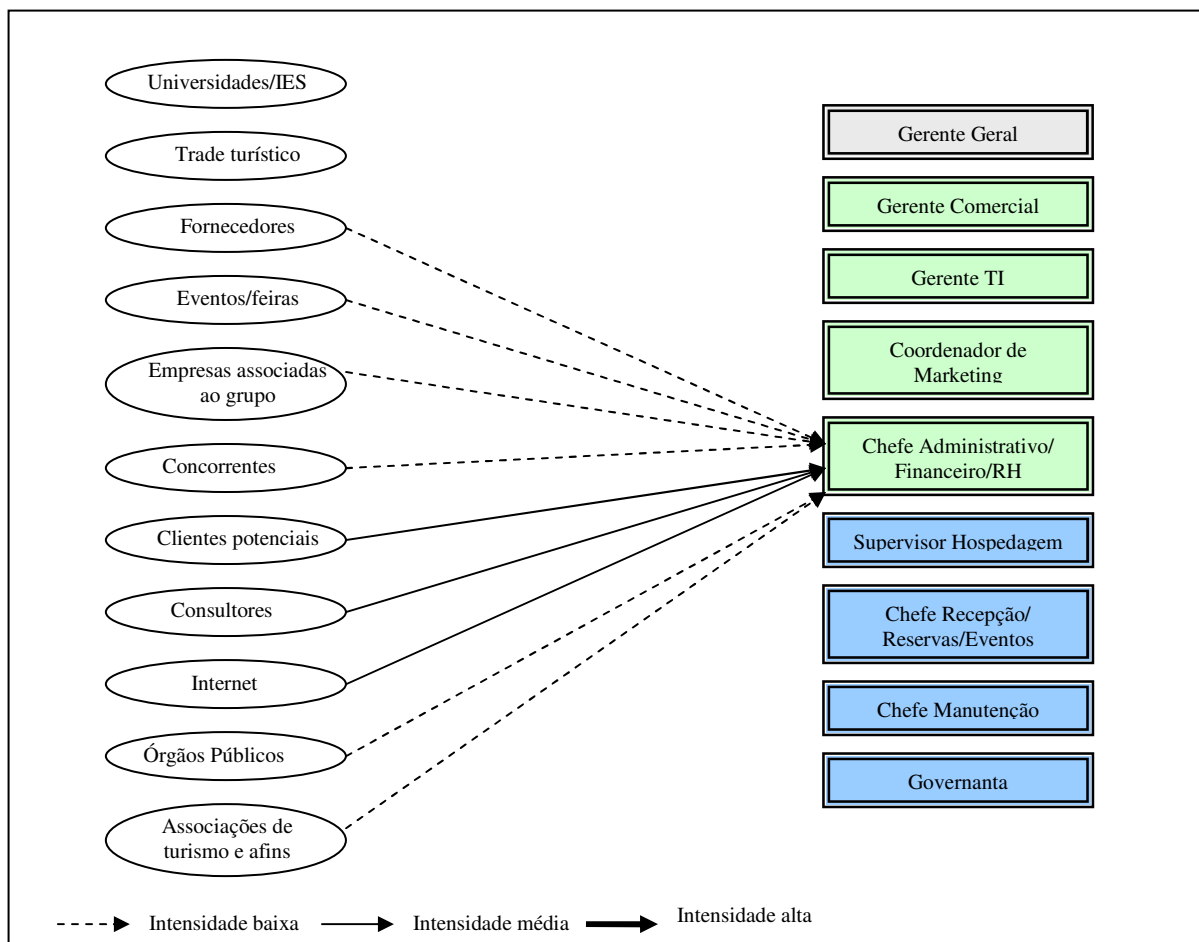 Universidades/IES
Trade turístico
Fornecedores
Eventos/feiras
Empresas associadas
ao grupo
Concorrentes
Clientes potenciais
Consultores
Internet
Órgãos Públicos
Associações de
turismo e afins
Gerente Geral
Gerente Comercial
Gerente TI
Coordenador de
Marketing
Chefe Administrativo/
Financeiro/RH
Supervisor Hospedagem
Chefe Recepção/
Reservas/Eventos
Chefe Manutenção
Governanta
Intensidade baixa
Intensidade média
Intensidade alta